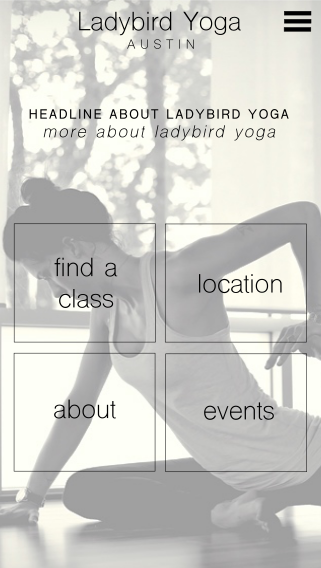 Ladybird Yoga
AUSTIN
HEADLINE ABOUT LADYBIRD YOGA
more about ladybird yoga
find a
class
location
about
events